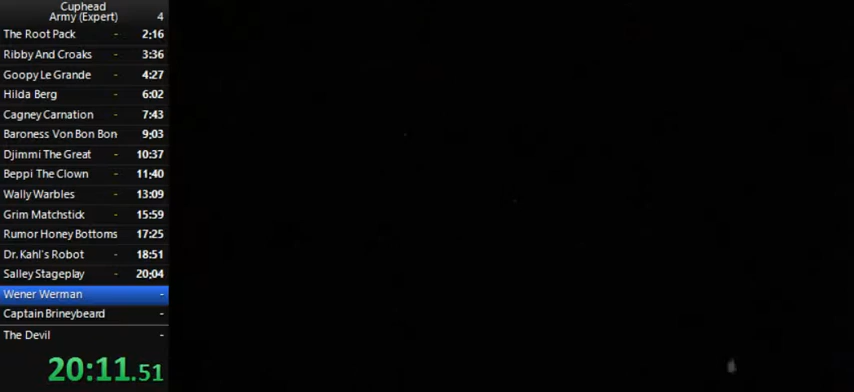 Cuphead
Army (Expert) 4
The Root Pack - 2:16
Ribby And Croaks - 3:36
Goopy Le Grande - 4:27
Hilda Berg - 6:02
Cagney Carnation - 7:43
Baroness Von Bon Bon - 9:03
Djimmi The Great - 10:37
Beppi The Clown - 11:40
Wally Warbles - 13:09
Grim Matchstick - 15:59
Rumor Honey Bottoms 17:25
Dr. Kahl's Robot - 18:51
Salley Stageplay - 20:04
Wener Werman -
Captain Brineybeard -
The Devil -
20:11.51